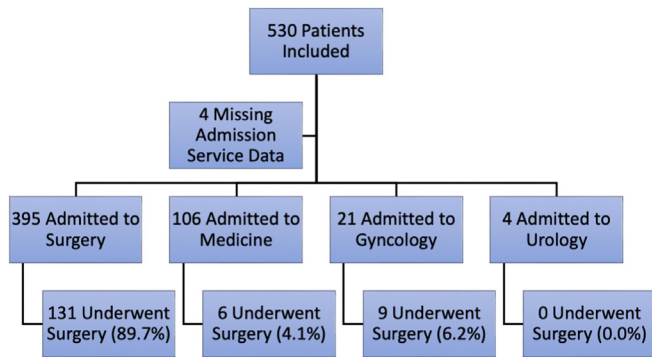 530 Patients
Included
4 Missing
Admission
Service Data
395 Admitted to
Surgery
106 Admitted to
Medicine
21 Admitted to
Gyncology
4 Admitted to
Urology
131 Underwent
Surgery (89.7%)
6 Underwent
Surgery (4.1%)
9 Underwent
Surgery (6.2%)
0 Underwent
Surgery (0.0%)